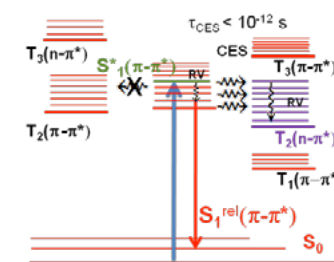 τCES < 10-12 s
T3(n-π*)
S*1(π-π*)
RV
CES
T3(π-π*)
RV
T2(π-π*)
T2(n-π*)
T1(π-π*
S1rel(π-π*)
S0